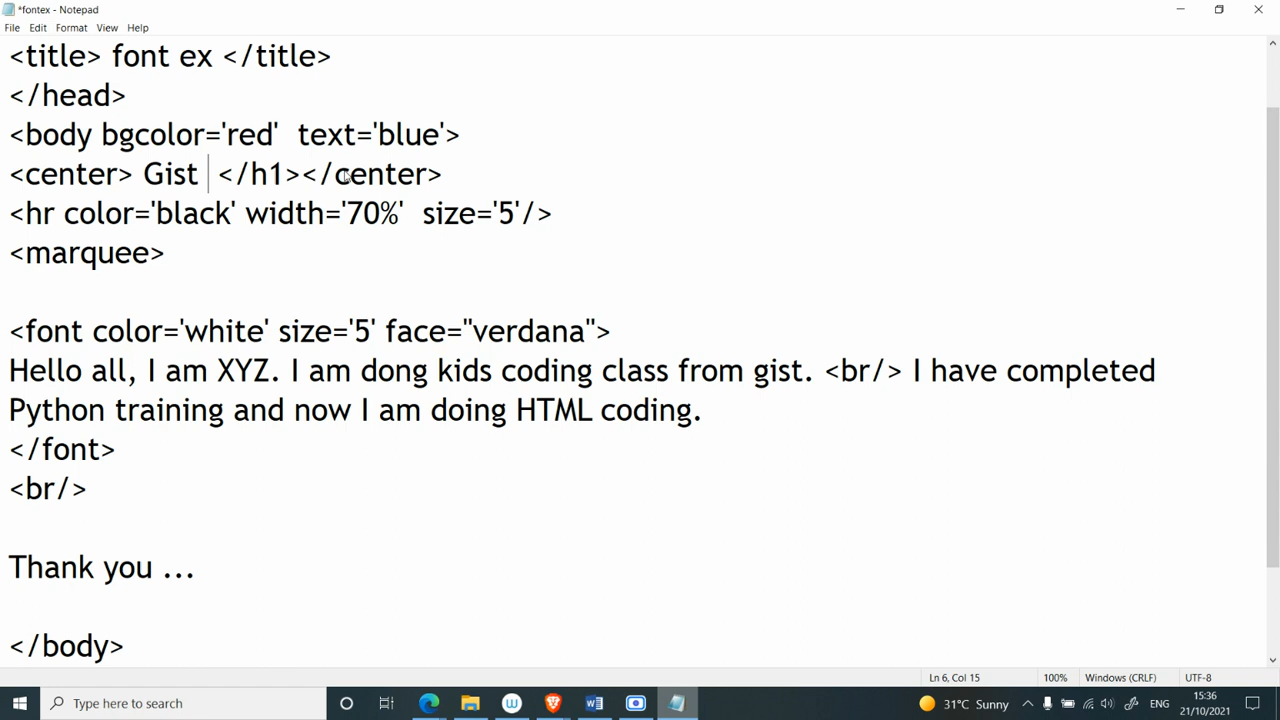 *fontex - Notepad
File Edit Format View Help
<title> font ex </title>
</head>
<body bgcolor='red'  text='blue'>
<center> Gist  </h1></center>
<hr color='black' width='70%'  size='5'/>
<marquee>
<font color='white' size='5' face="verdana">
Hello all, I am XYZ. I am dong kids coding class from gist. <br/> I have completed
Python training and now I am doing HTML coding.
</font>
<br/>
Thank you ...
</body>
Ln 6, Col 15 100% Windows (CRLF) UTF-8
Type here to search
31°C Sunny
ENG
15:36
21/10/2021